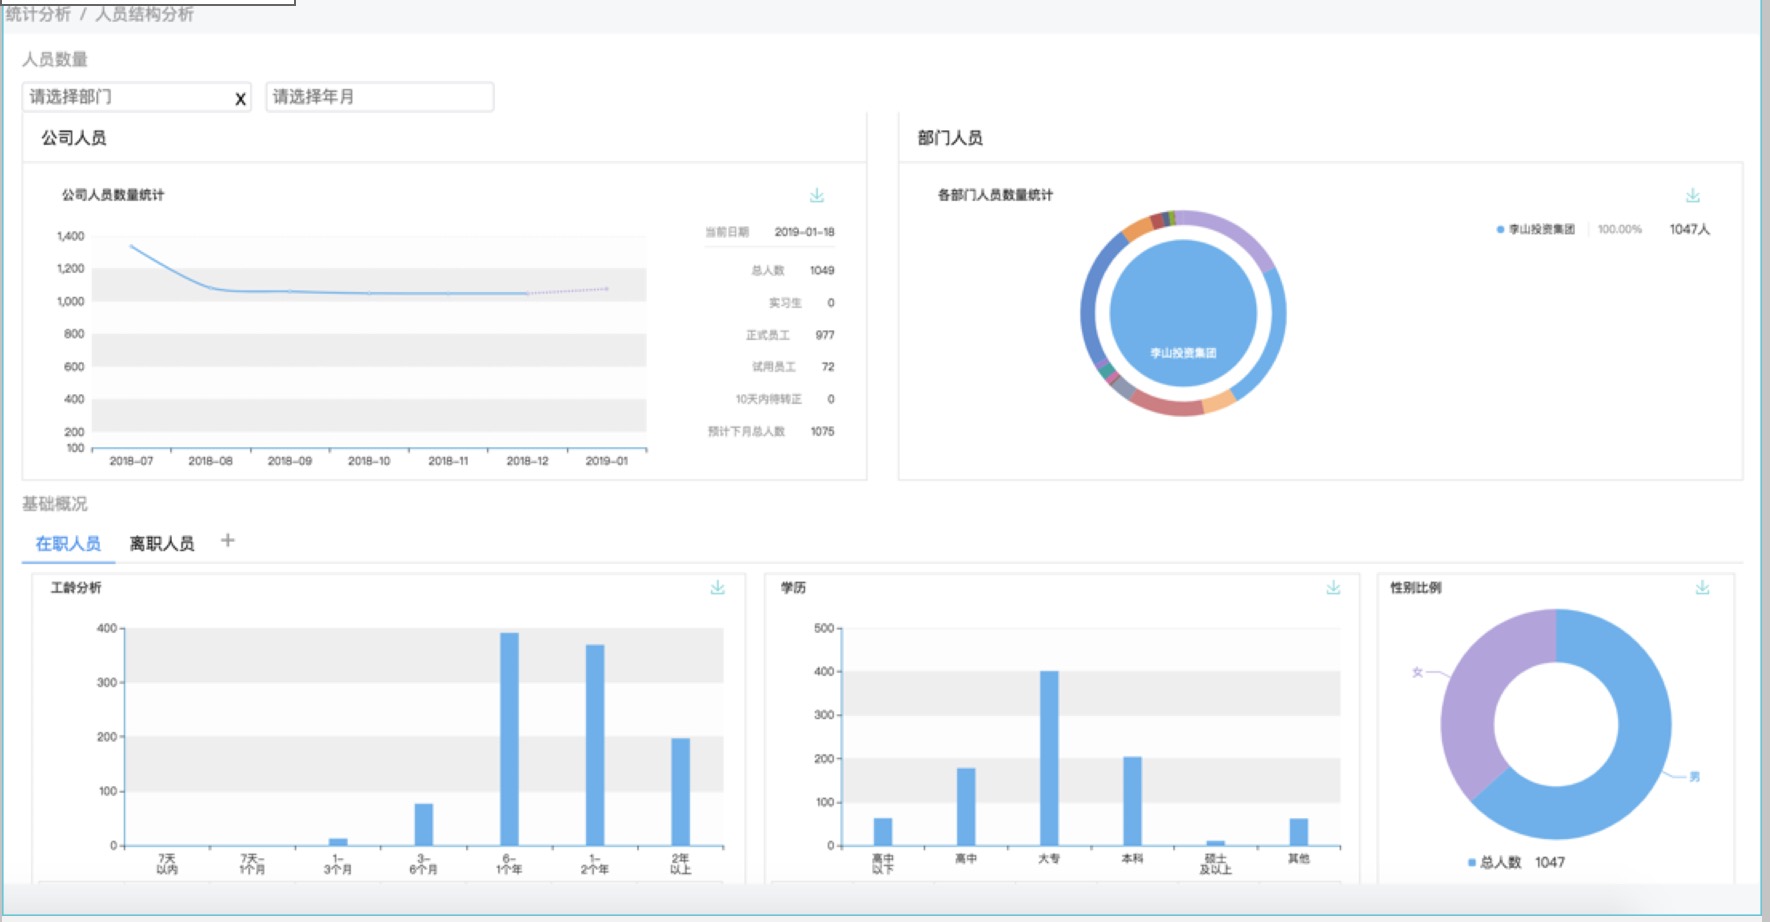 统计分析 / 人员结构分析
人员数量
请选择部门 X 请选择年月
公司人员
公司人员数量统计
1,400
1,200
1,000
800
600
400
200
100
2018-07 2018-08 2018-09 2018-10 2018-11 2018-12 2019-01
当前日期 2019-01-18
总人数 1049
实习生 0
正式员工 977
试用员工 72
10天内待转正 0
预计下月总人数 1075
部门人员
各部门人员数量统计
李山投资集团
李山投资集团 100.00% 1047人
基础概况
在职人员 离职人员 +
工龄分析
400
300
200
100
0
7天以内 7天-1个月 1-3个月 3-6个月 6-1个年 1-2个年 2年以上
学历
500
400
300
200
100
0
高中以下 高中 大专 本科 硕士及以上 其他
性别比例
女
男
总人数 1047